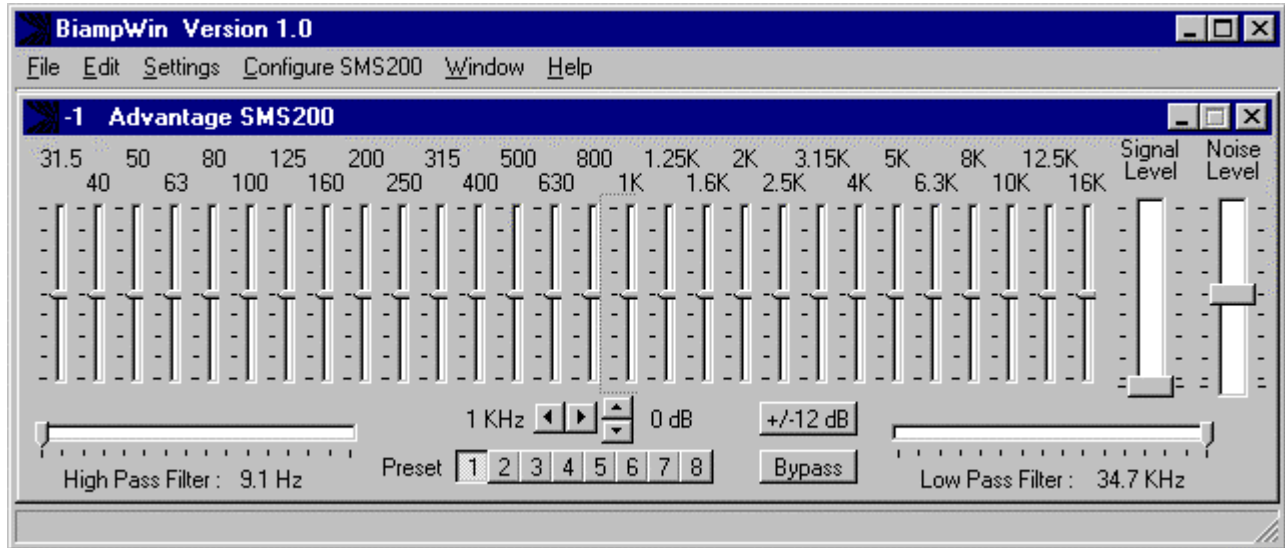 BiampWin Version 1.0
File Edit Settings Configure SMS200 Window Help
-1 Advantage SMS200
31.5 50 80 125 200 315 500 800 1.25K 2K 3.15K 5K 8K 12.5K Signal Level Noise Level
40 63 100 160 250 400 630 1K 1.6K 2.5K 4K 6.3K 10K 16K
1 KHz 0 dB +/-12 dB
High Pass Filter : 9.1 Hz Preset 1 2 3 4 5 6 7 8 Bypass Low Pass Filter : 34.7 KHz